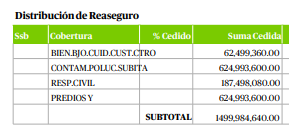 Distribución de Reaseguro
Ssb Cobertura % Cedido Suma Cedida
BIEN.BJO.CUID.CUST.CTRO 62,499,360.00
CONTAM.POLUC.SUBITA 624,993,600.00
RESP.CIVIL 187,498,080.00
PREDIOS Y 624,993,600.00
SUBTOTAL 1499,984,640.00